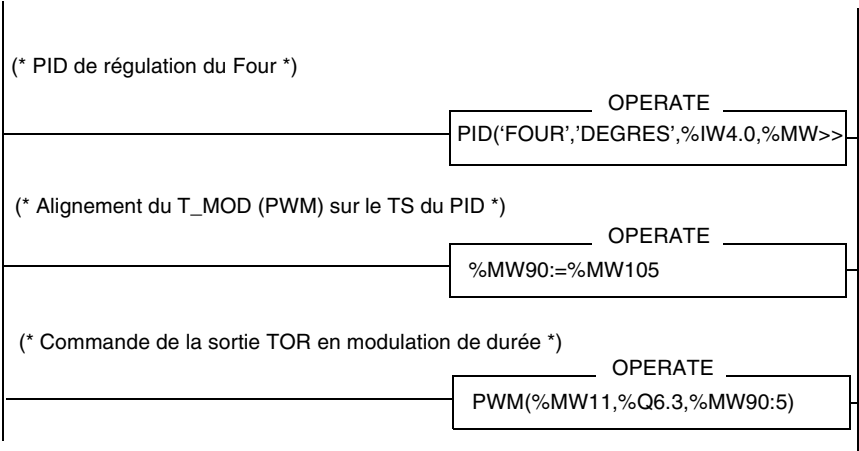 (* PID de régulation du Four *)
OPERATE
PID(‘FOUR’,’DEGRES’,%IW4.0,%MW>>
(* Alignement du T_MOD (PWM) sur le TS du PID *)
OPERATE
%MW90:=%MW105
(* Commande de la sortie TOR en modulation de durée *)
OPERATE
PWM(%MW11,%Q6.3,%MW90:5)